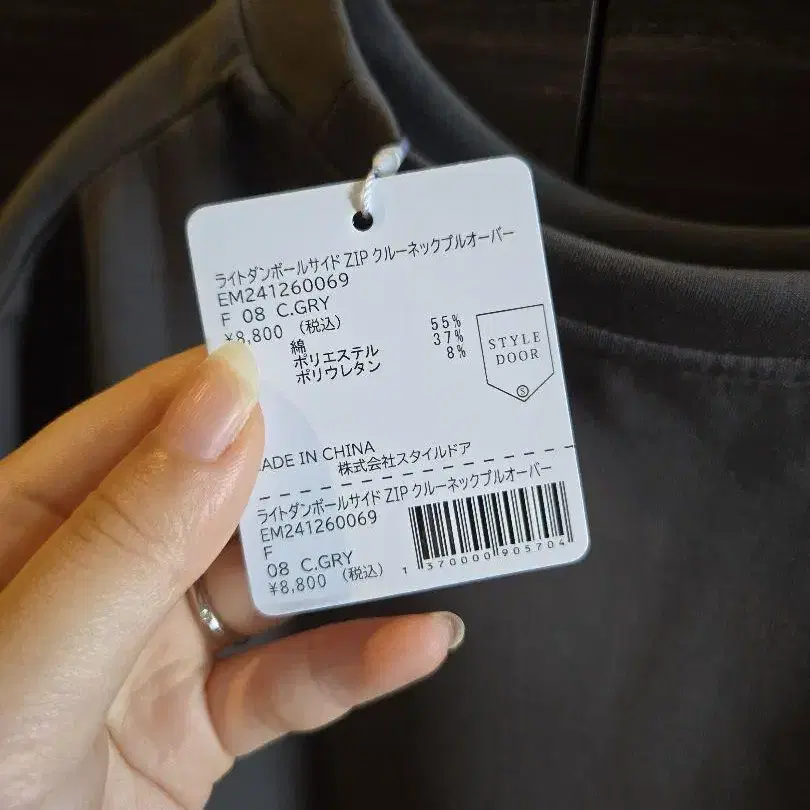 ライトダンボールサイド ZIP クルーネックプルオーバー
EM241260069
F 08 C.GRY
¥8,800 (税込)
綿 55%
ポリエステル 37%
ポリウレタン 8%
STYLE
DOOR
S
ADE IN CHINA
株式会社スタイルドア
ライトダンボールサイド ZIP クルーネックプルオーバー
EM241260069
F
08 C.GRY
¥8,800 (税込)
1 370000 905704